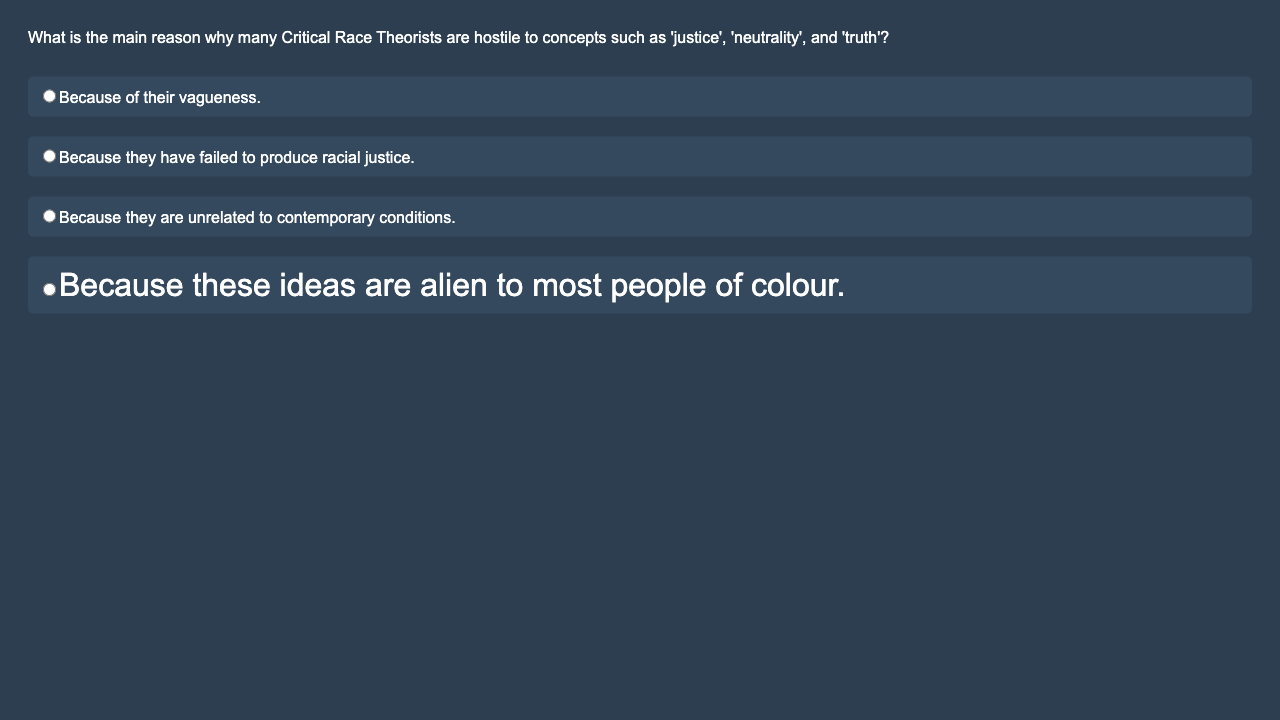 What is the main reason why many Critical Race Theorists are hostile to concepts such as 'justice', 'neutrality', and 'truth'?
Because of their vagueness.
Because they have failed to produce racial justice.
Because they are unrelated to contemporary conditions.
Because these ideas are alien to most people of colour.